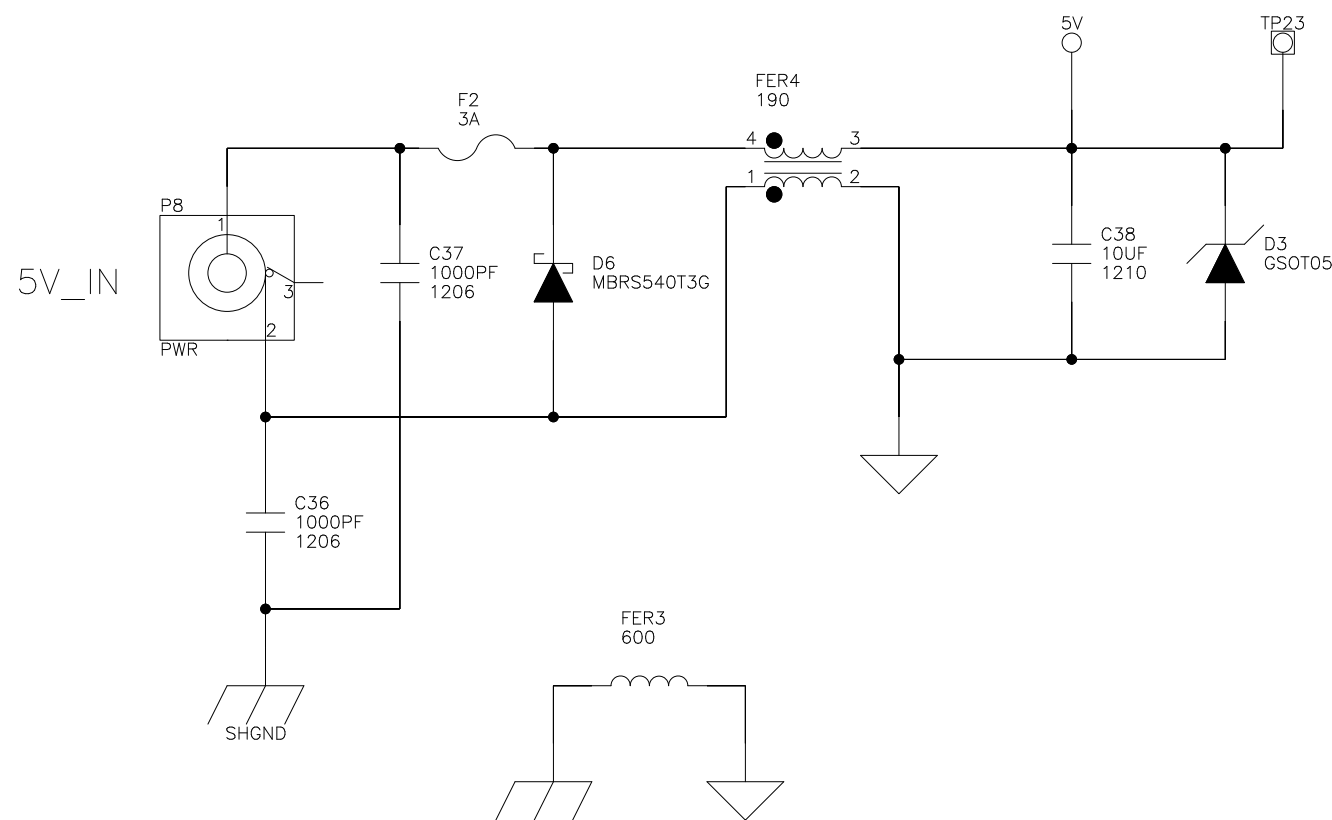 5V
TP23
FER4
190
F2
3A
4
3
1
2
P8
1
C37
1000PF
1206
C38
10UF
1210
D3
GSOT05
D6
MBRS540T3G
5V_IN
3
2
PWR
C36
1000PF
1206
FER3
600
SHGND